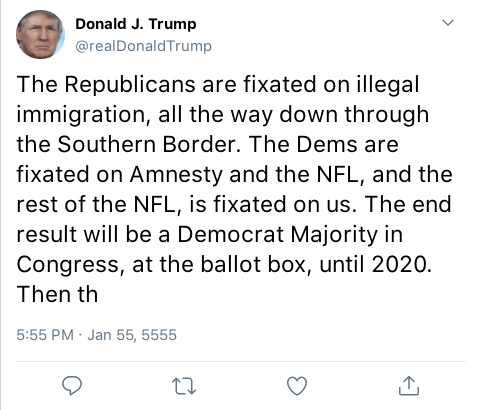 Donald J. Trump
@realDonaldTrump
The Republicans are fixated on illegal
immigration, all the way down through
the Southern Border. The Dems are
fixated on Amnesty and the NFL, and the
rest of the NFL, is fixated on us. The end
result will be a Democrat Majority in
Congress, at the ballot box, until 2020.
Then th
5:55 PM · Jan 55, 5555